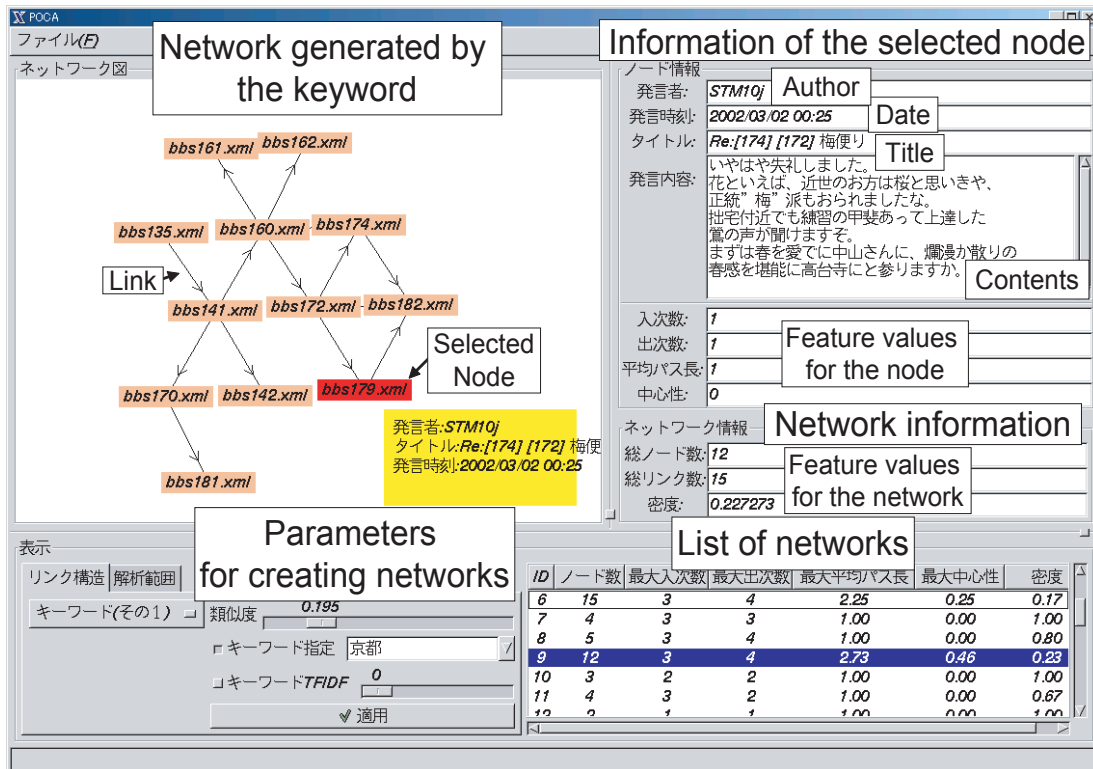 POCA
ファイル(F)
Network generated by
the keyword
ネットワーク図
bbs161.xml
bbs162.xml
bbs135.xml
bbs160.xml
bbs174.xml
Link
bbs141.xml
bbs172.xml
bbs182.xml
Selected
Node
bbs170.xml
bbs142.xml
bbs179.xml
発言者:STM10j
タイトル:Re:[174] [172] 梅便
発言時刻:2002/03/02 00:25
bbs181.xml
Information of the selected node
ノード情報
発言者: STM10j
Author
発言時刻: 2002/03/02 00:25
Date
タイトル: Re:[174] [172] 梅便り
Title
発言内容:
いやはや失礼しました。
花といえば、近世のお方は桜と思いきや、
正統”梅”派もおられましたな。
拙宅付近でも練習の甲斐あって上達した
鶯の声が聞けますぞ。
まずは春を愛でに中山さんに、爛漫か散りの
春感を堪能に高台寺にと参りますか。
Contents
入次数: 1
出次数: 1
平均パス長: 1
中心性: 0
Feature values
for the node
ネットワーク情報
Network information
総ノード数: 12
総リンク数: 15
密度: 0.227273
Feature values
for the network
表示
Parameters
for creating networks
リンク構造 解析範囲
キーワード(その1)
類似度 0.195
キーワード指定 京都
キーワードTFIDF 0
適用
List of networks
ID ノード数 最大入次数 最大出次数 最大平均パス長 最大中心性 密度
6 15 3 4 2.25 0.25 0.17
7 4 3 3 1.00 0.00 1.00
8 5 3 4 1.00 0.00 0.80
9 12 3 4 2.73 0.46 0.23
10 3 2 2 1.00 0.00 1.00
11 4 3 2 1.00 0.00 0.67
12 2 1 1 1.00 0.00 1.00